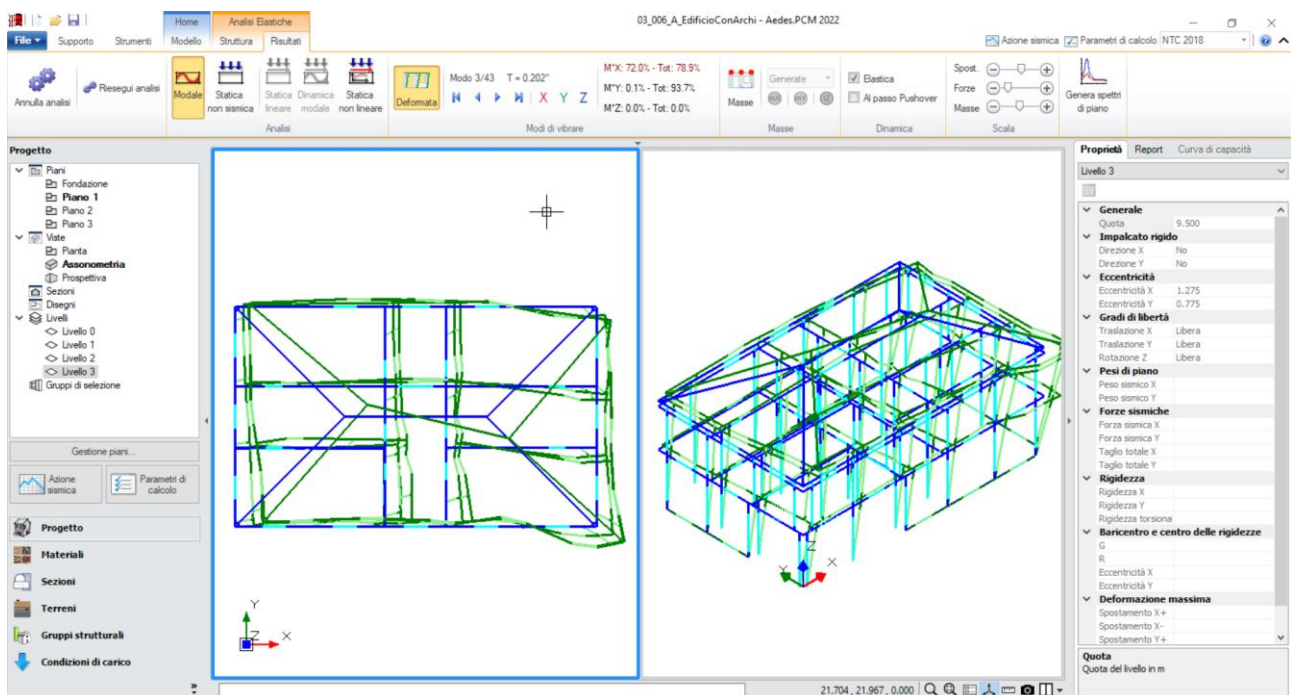 03_006_A_EdificioConArchi - Aedes.PCM 2022
Home
Analisi Elastiche
File
Supporto
Strumenti
Modello
Struttura
Risultati
Azione sismica
Parametri di calcolo
NTC 2018
Annulla analisi
Riesegui analisi
Modale
Statica non sismica
Statica lineare
Dinamica modale
Statica non lineare
Analisi
Deformata
Modo 3/43 T = 0.202"
X Y Z
M*X: 72.0% - Tot: 78.9%
M*Y: 0.1% - Tot: 93.7%
M*Z: 0.0% - Tot: 0.0%
Modi di vibrare
Masse
Generate
Masse
Elastica
Al passo Pushover
Dinamica
Spost.
Forze
Masse
Scala
Genera spettri di piano
Progetto
Piani
Fondazione
Piano 1
Piano 2
Piano 3
Viste
Pianta
Assonometria
Prospettiva
Sezioni
Disegni
Livelli
Livello 0
Livello 1
Livello 2
Livello 3
Gruppi di selezione
Gestione piani...
Azione sismica
Parametri di calcolo
Progetto
Materiali
Sezioni
Terreni
Gruppi strutturali
Condizioni di carico
Y
Z
X
Z
Y
X
21.704 , 21.967 , 0.000
Proprietà
Report
Curva di capacità
Livello 3
Generale
Quota 9.500
Impalcato rigido
Direzione X No
Direzione Y No
Eccentricità
Eccentricità X 1.275
Eccentricità Y 0.775
Gradi di libertà
Traslazione X Libera
Traslazione Y Libera
Rotazione Z Libera
Pesi di piano
Peso sismico X
Peso sismico Y
Forze sismiche
Forza sismica X
Forza sismica Y
Taglio totale X
Taglio totale Y
Rigidezza
Rigidezza X
Rigidezza Y
Rigidezza torsiona
Baricentro e centro delle rigidezze
G
R
Eccentricità X
Eccentricità Y
Deformazione massima
Spostamento X+
Spostamento X-
Spostamento Y+
Quota
Quota del livello in m